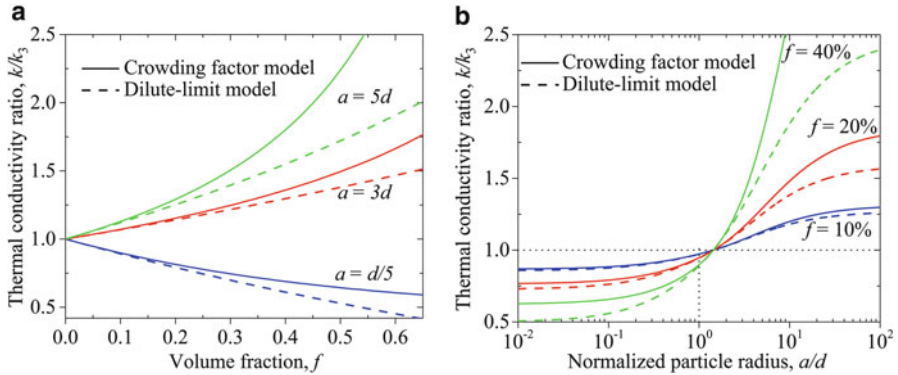 a
Thermal conductivity ratio, k/k₃
2.5
2.0
1.5
1.0
0.5
Crowding factor model
Dilute-limit model
a = 5d
a = 3d
a = d/5
0.0 0.1 0.2 0.3 0.4 0.5 0.6
Volume fraction, f
b
Thermal conductivity ratio, k/k₃
2.5
2.0
1.5
1.0
0.5
Crowding factor model
Dilute-limit model
f = 40%
f = 20%
f = 10%
10⁻² 10⁻¹ 10⁰ 10¹ 10²
Normalized particle radius, a/d